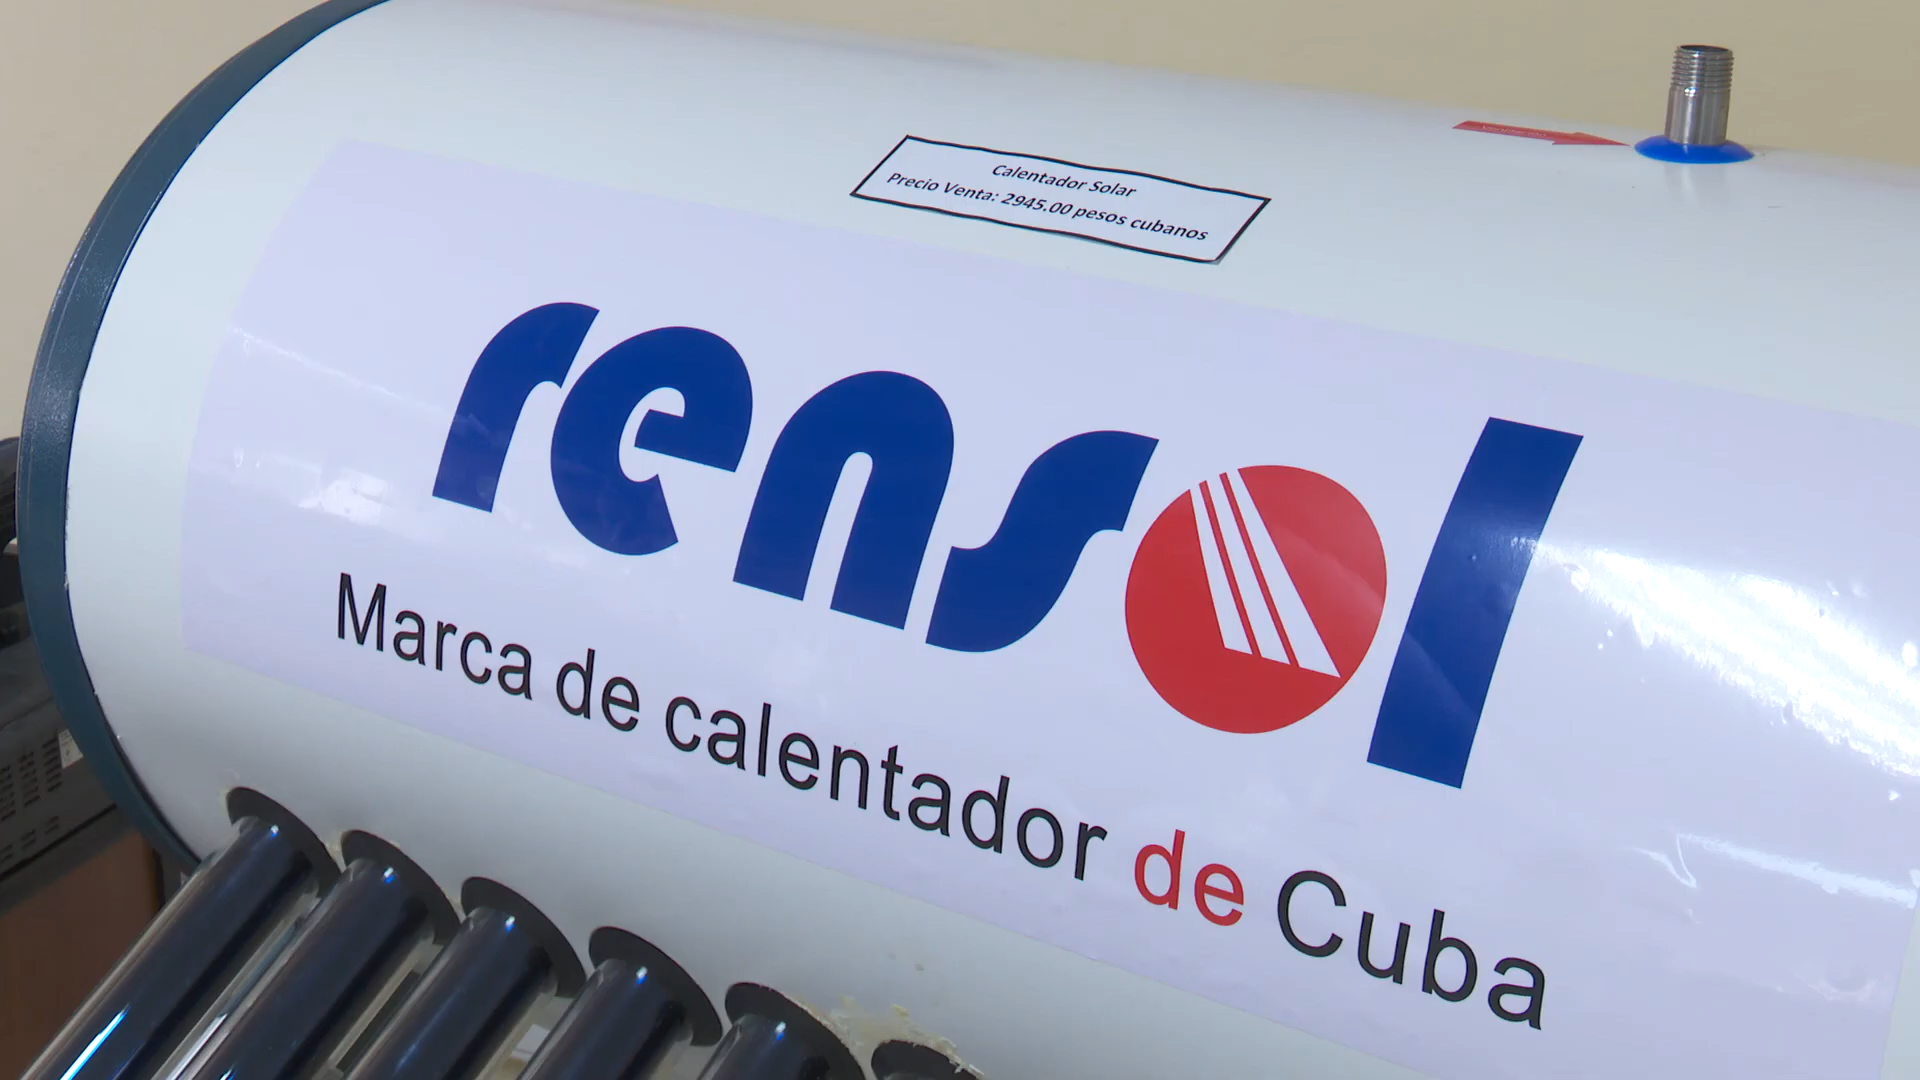 Calentador Solar
Precio Venta: 2945.00 pesos cubanos
rensol
Marca de calentador de Cuba